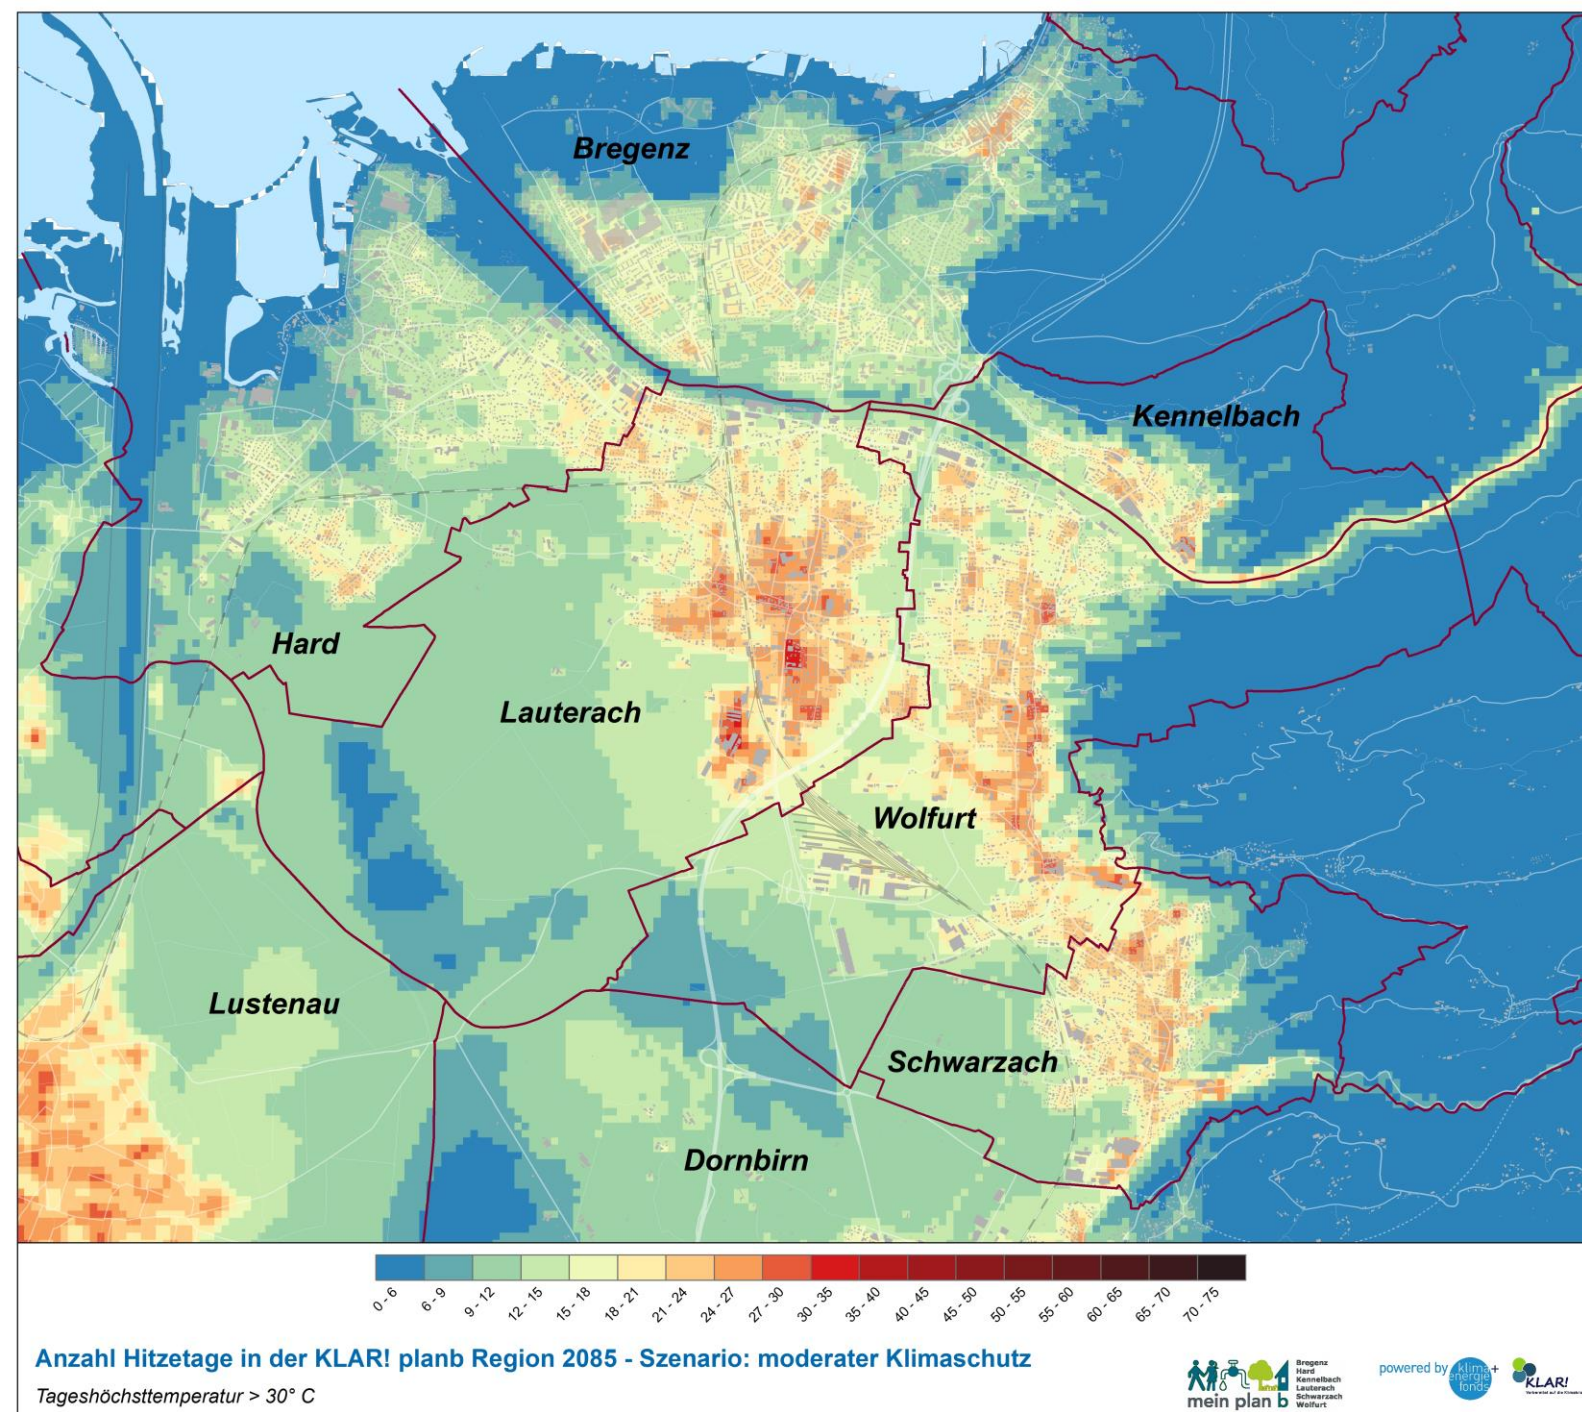 Bregenz
Kennelbach
Hard
Lauterach
Wolfurt
Lustenau
Schwarzach
Dornbirn
0 - 6
6 - 9
9 - 12
12 - 15
15 - 18
18 - 21
21 - 24
24 - 27
27 - 30
30 - 35
35 - 40
40 - 45
45 - 50
50 - 55
55 - 60
60 - 65
65 - 70
70 - 75
Anzahl Hitzetage in der KLAR! planb Region 2085 - Szenario: moderater Klimaschutz
Tageshöchsttemperatur > 30° C
mein plan b
Bregenz
Hard
Kennelbach
Lauterach
Schwarzach
Wolfurt
powered by
klima+
energie
fonds
KLAR!